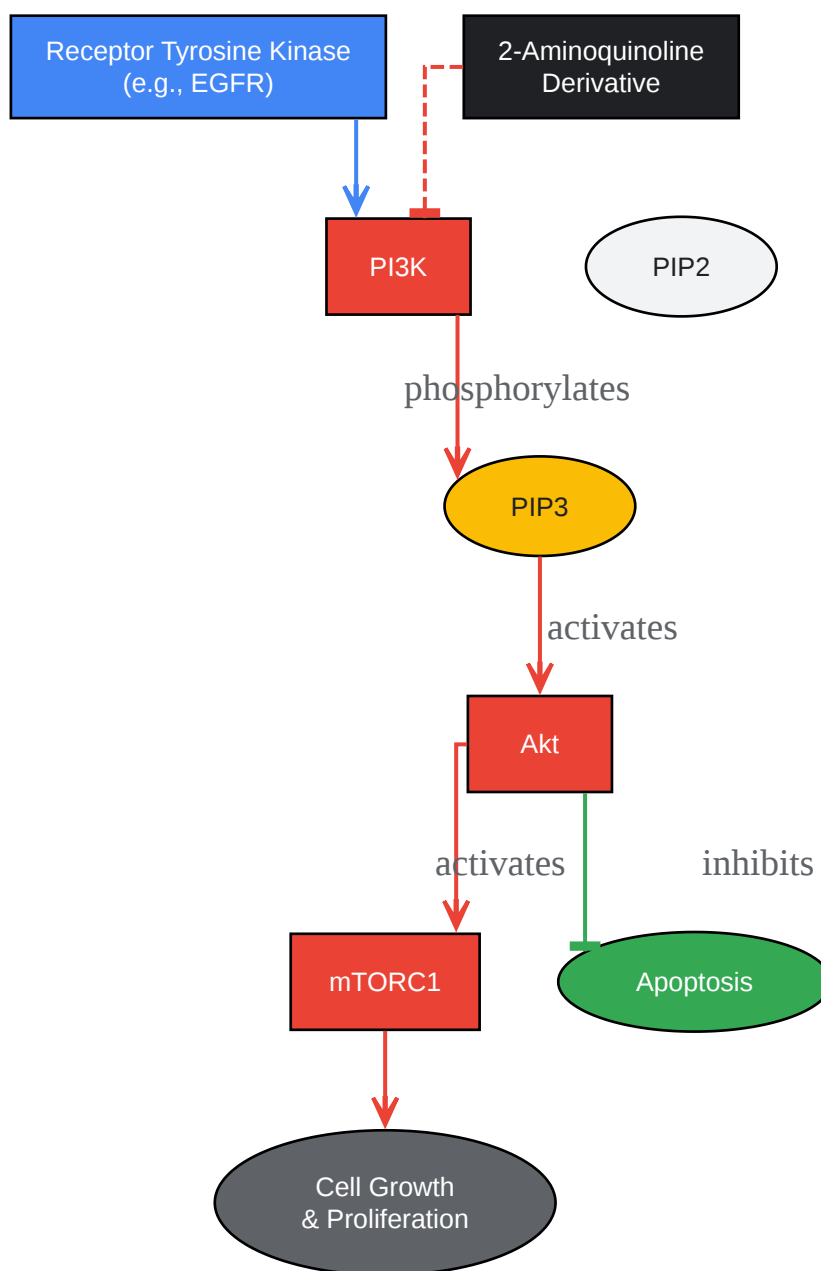 Receptor Tyrosine Kinase
(e.g., EGFR)
2-Aminoquinoline
Derivative
PI3K
PIP2
phosphorylates
PIP3
activates
Akt
activates
inhibits
mTORC1
Apoptosis
Cell Growth
& Proliferation